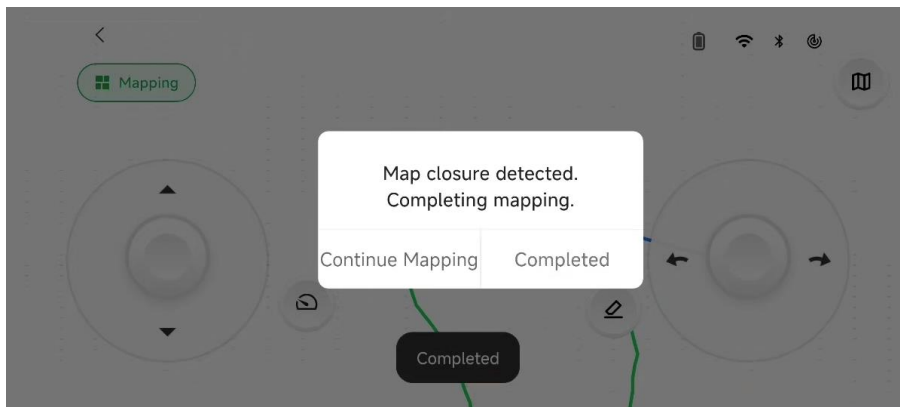 Mapping
Map closure detected.
Completing mapping.
Continue Mapping
Completed
Completed